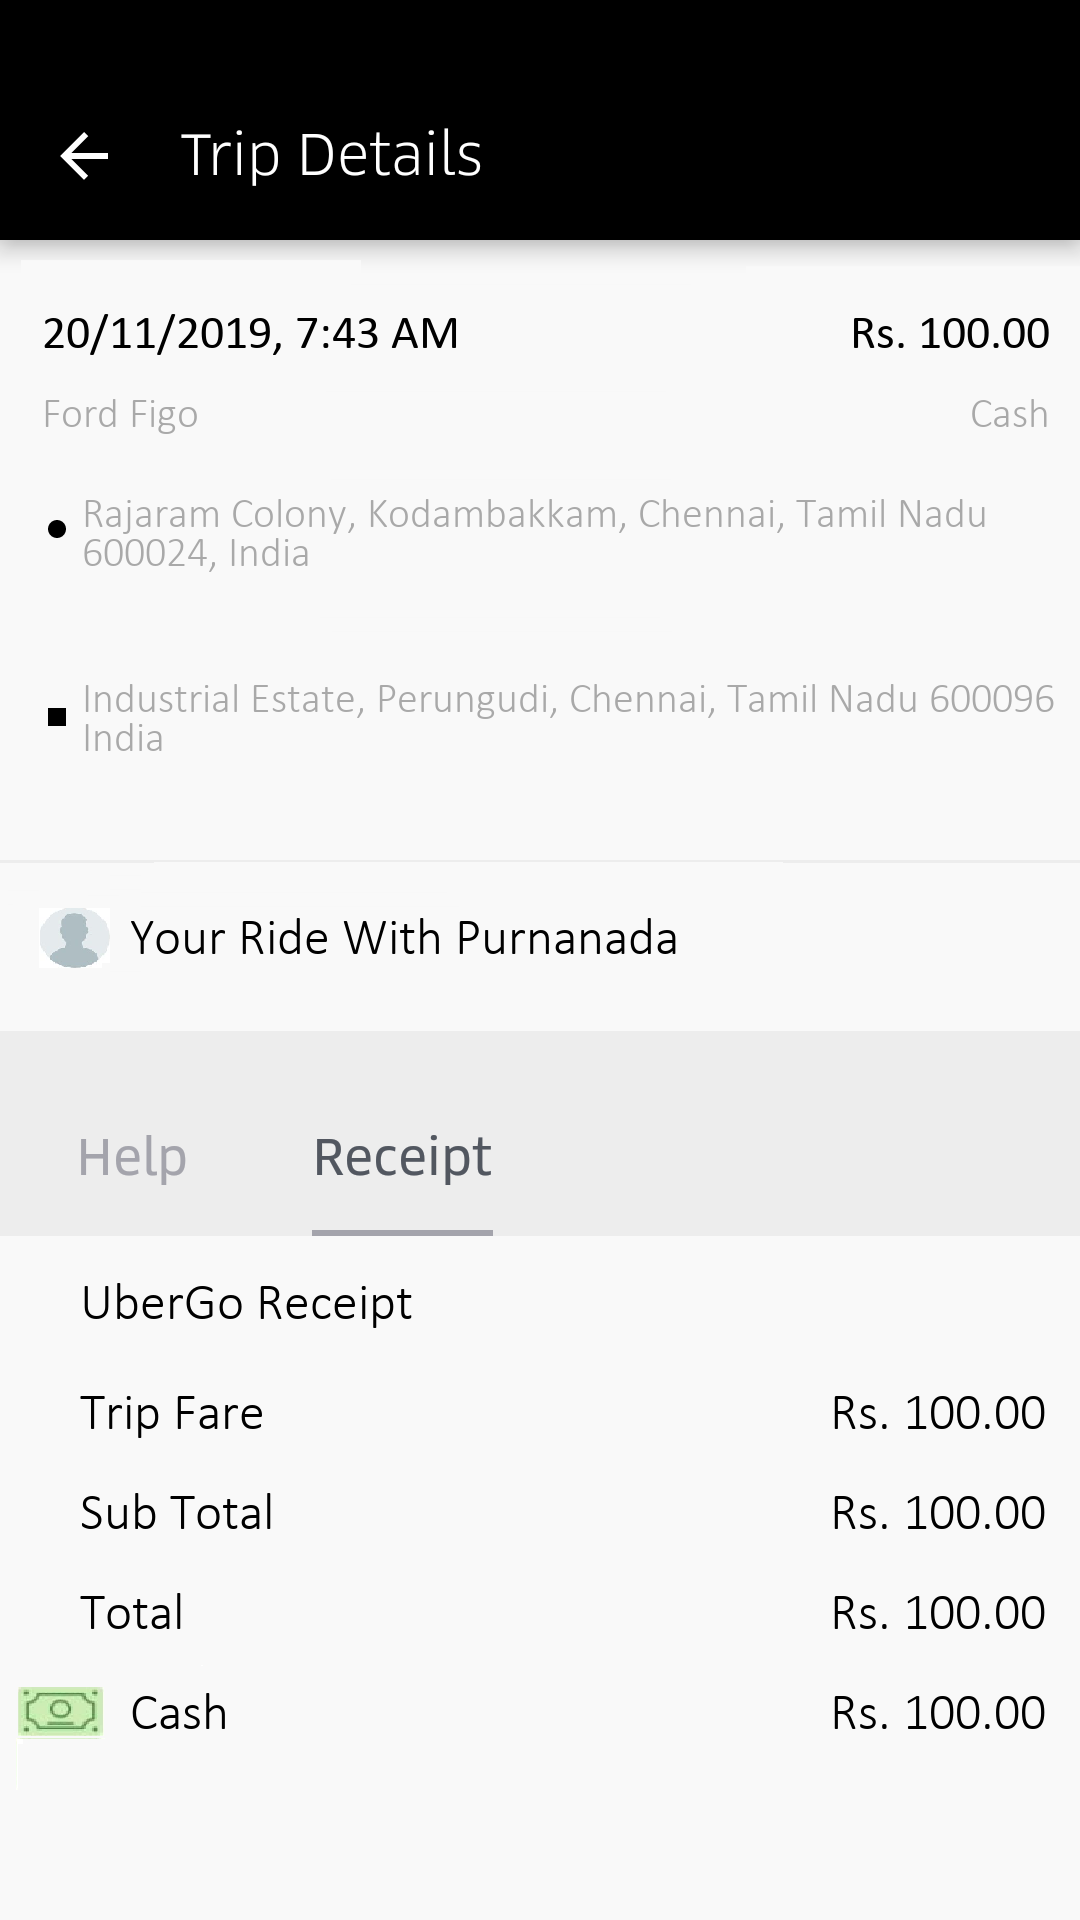 Trip Details
20/11/2019, 7:43 AM Rs. 100.00
Ford Figo Cash
Rajaram Colony, Kodambakkam, Chennai, Tamil Nadu
600024, India
Industrial Estate, Perungudi, Chennai, Tamil Nadu 600096
India
Your Ride With Purnanada
Help Receipt
UberGo Receipt
Trip Fare Rs. 100.00
Sub Total Rs. 100.00
Total Rs. 100.00
Cash Rs. 100.00